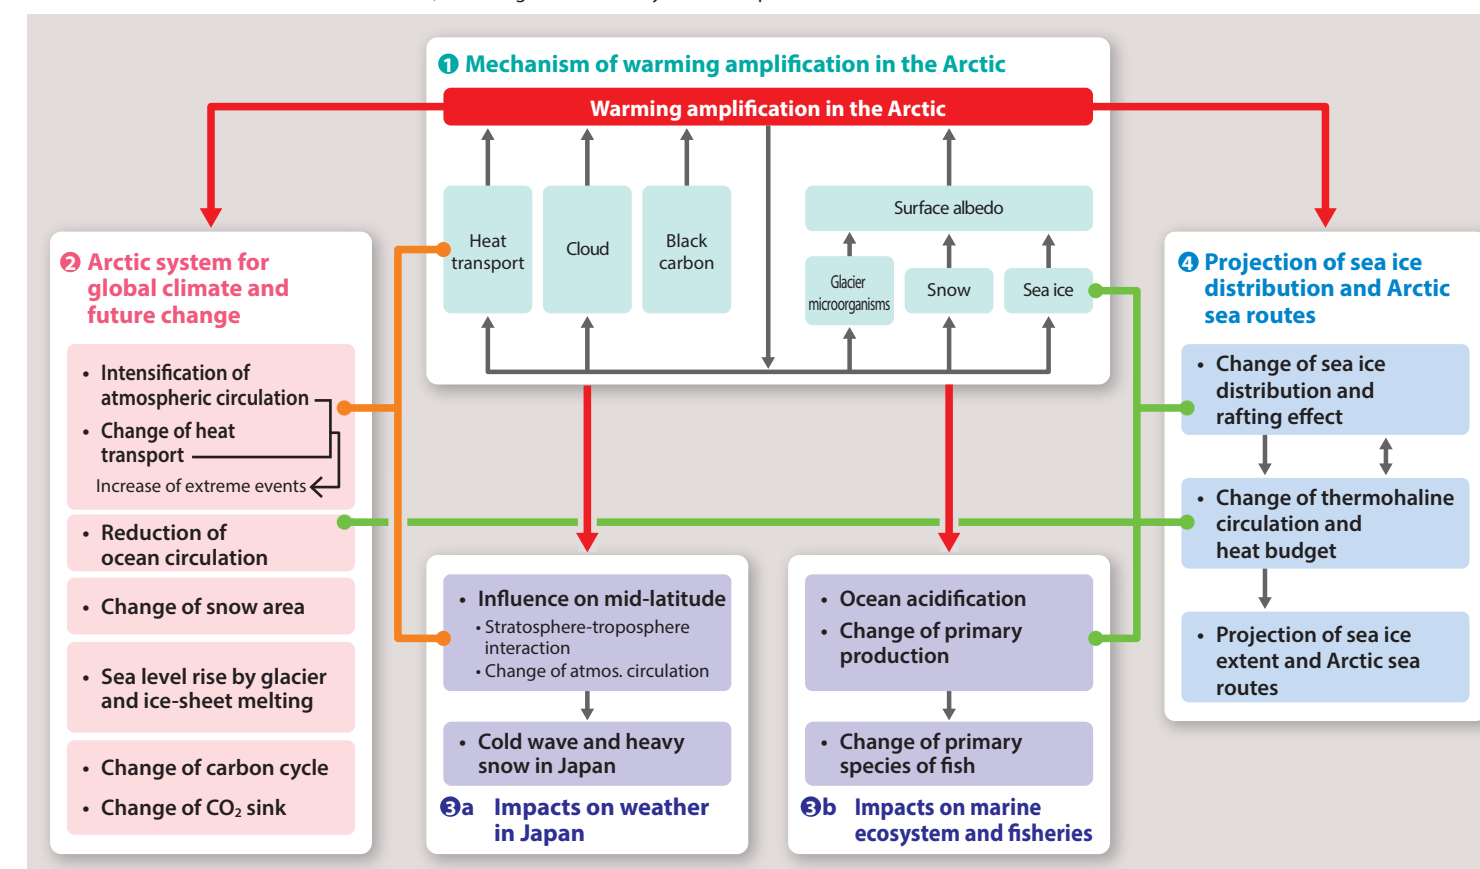 ❶ Mechanism of warming amplification in the Arctic
Warming amplification in the Arctic
Heat
transport
Cloud
Black
carbon
Surface albedo
Glacier
microorganisms
Snow
Sea ice
❷ Arctic system for
global climate and
future change
• Intensification of
atmospheric circulation
• Change of heat
transport
Increase of extreme events
• Reduction of
ocean circulation
• Change of snow area
• Sea level rise by glacier
and ice-sheet melting
• Change of carbon cycle
• Change of CO₂ sink
• Influence on mid-latitude
• Stratosphere-troposphere
interaction
• Change of atmos. circulation
• Cold wave and heavy
snow in Japan
❸a Impacts on weather
in Japan
• Ocean acidification
• Change of primary
production
• Change of primary
species of fish
❸b Impacts on marine
ecosystem and fisheries
❹ Projection of sea ice
distribution and Arctic
sea routes
• Change of sea ice
distribution and
rafting effect
• Change of thermohaline
circulation and
heat budget
• Projection of sea ice
extent and Arctic sea
routes